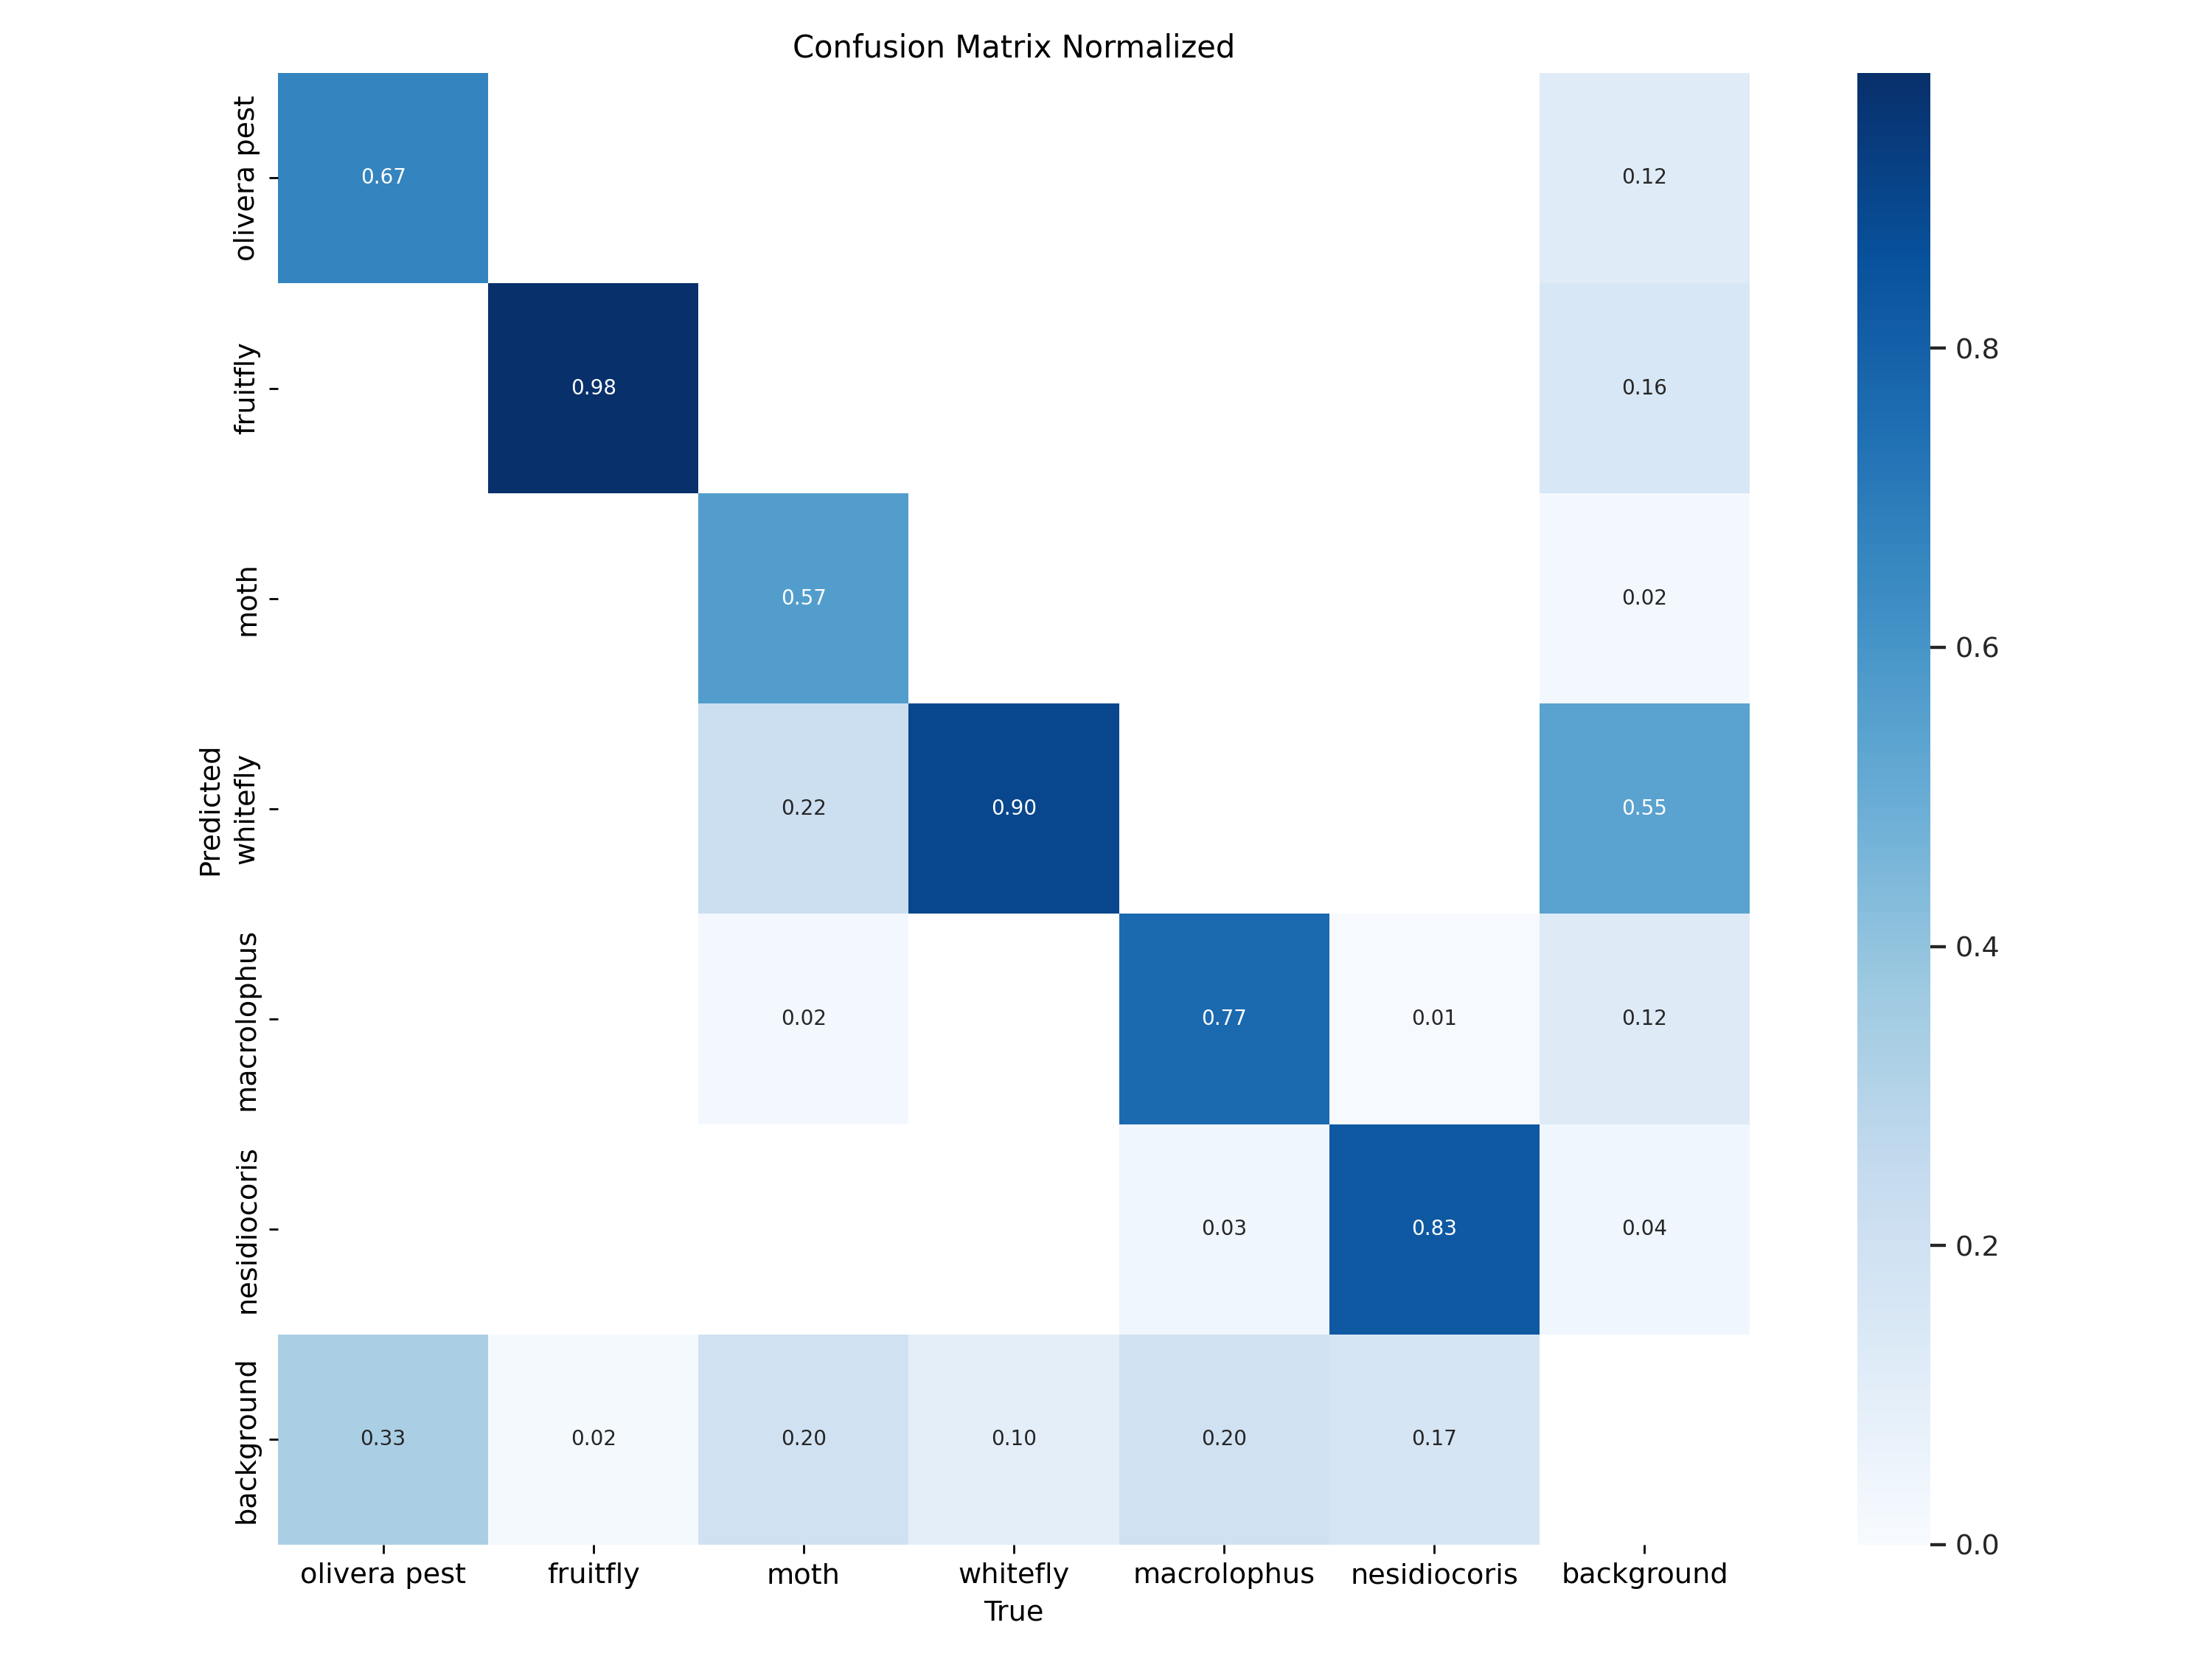 Confusion Matrix Normalized
olivera pest
0.67
0.12
fruitfly
0.98
0.16
0.8
moth
0.57
0.02
0.6
Predicted
whitefly
0.22
0.90
0.55
0.4
macrolophus
0.02
0.77
0.01
0.12
nesidiocoris
0.03
0.83
0.04
0.2
background
0.33
0.02
0.20
0.10
0.20
0.17
0.0
olivera pest
fruitfly
moth
whitefly
macrolophus
nesidiocoris
background
True